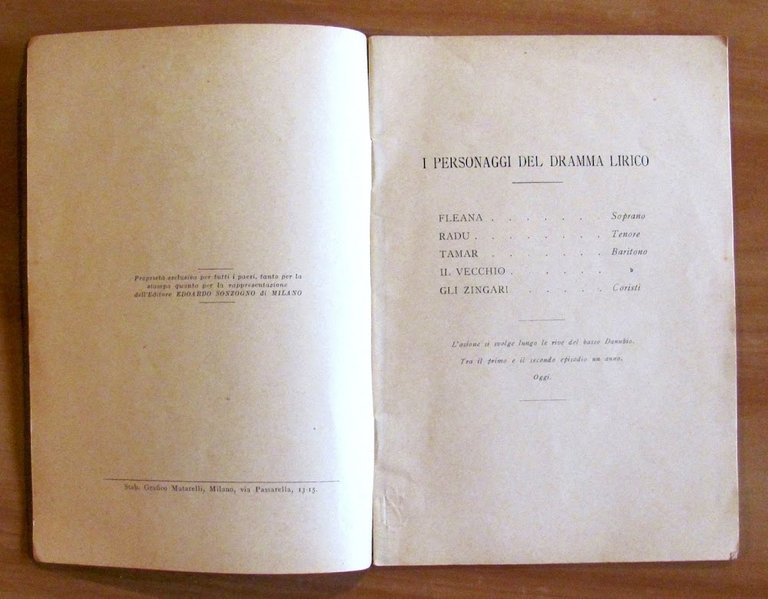 Proprietà esclusiva per tutti i paesi, tanto per la
stampa quanto per la rappresentazione
dell'Editore EDOARDO SONZOGNO di MILANO
Stab. Grafico Matarelli, Milano, via Passarella, 13-15.
I PERSONAGGI DEL DRAMMA LIRICO
FLEANA . . . . . . . Soprano
RADU . . . . . . . . Tenore
TAMAR . . . . . . Baritono
IL VECCHIO . . . . . . »
GLI ZINGARI . . . . . Coristi
L'azione si svolge lungo le rive del basso Danubio.
Tra il primo e il secondo episodio un anno.
Oggi.